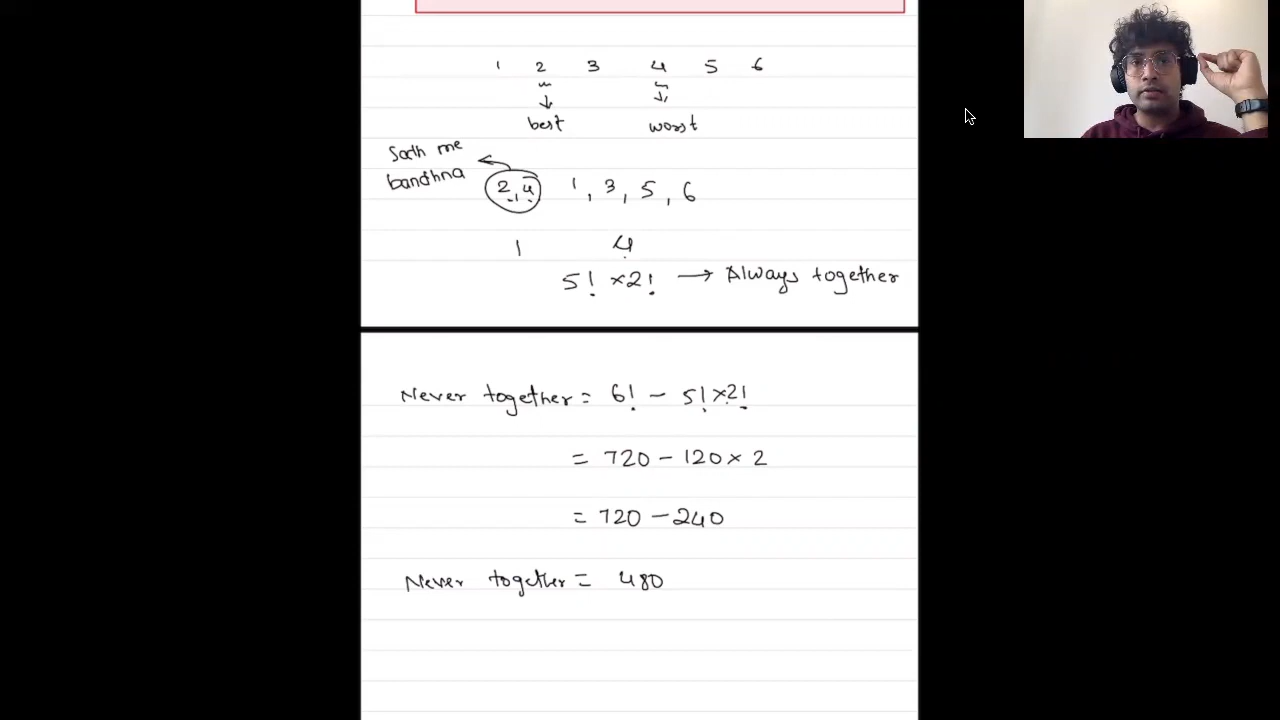 1 2 3 4 5 6
best worst
Sath me
bandhna
2,4 1, 3, 5, 6
1 4
5! ×2! → Always together
Never together = 6! − 5!×2!
= 720 − 120 × 2
= 720 − 240
Never together = 480